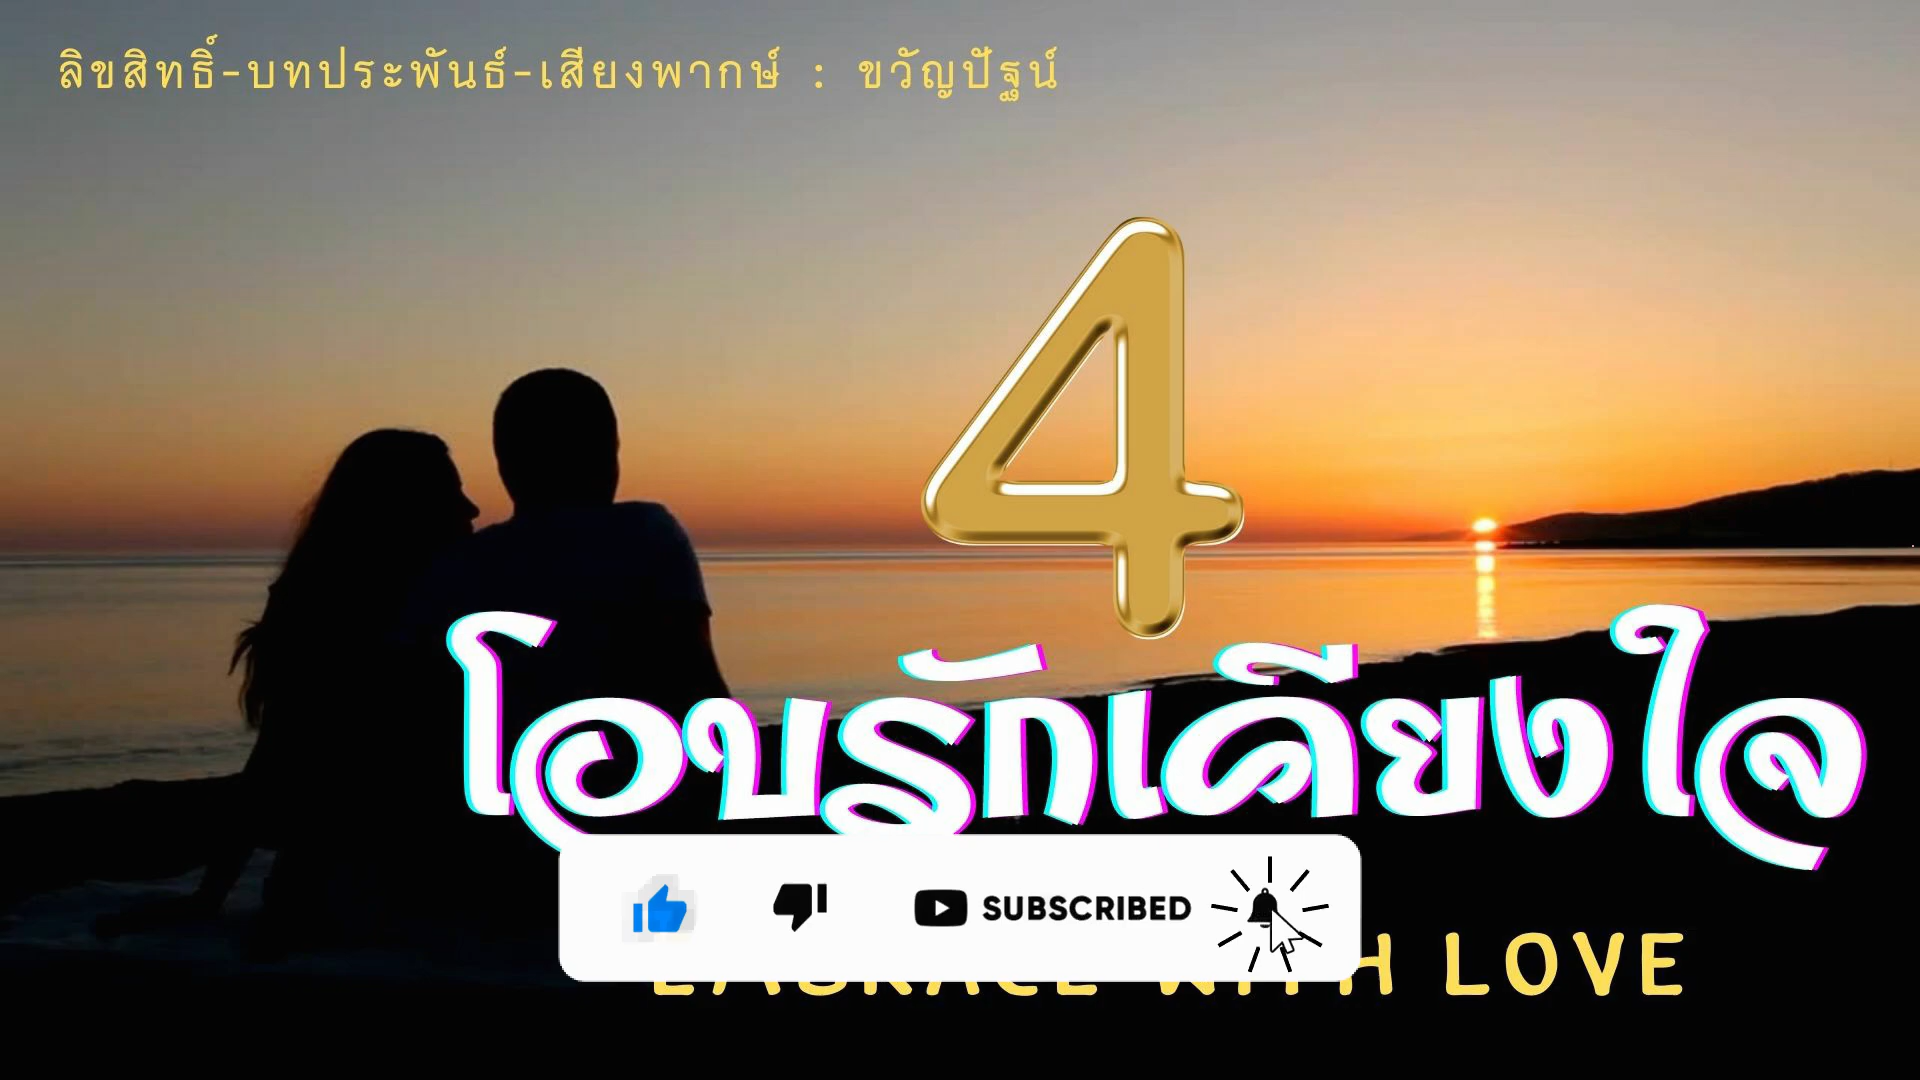 ลิขสิทธิ์-บทประพันธ์-เสียงพากษ์ : ขวัญปัฐน์
4
โอบรักเคียงใจ
SUBSCRIBED
LOVE